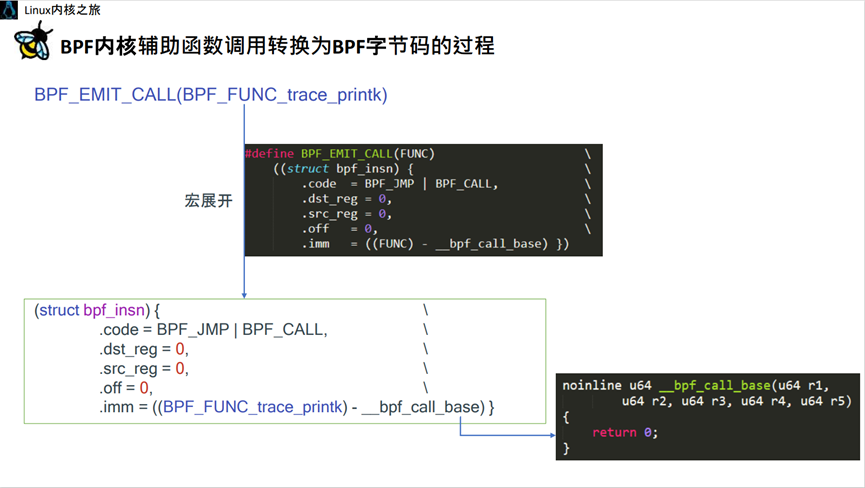 Linux内核之旅
BPF内核辅助函数调用转换为BPF字节码的过程
BPF_EMIT_CALL(BPF_FUNC_trace_printk)
#define BPF_EMIT_CALL(FUNC) \
((struct bpf_insn) { \
.code = BPF_JMP | BPF_CALL, \
.dst_reg = 0, \
.src_reg = 0, \
.off = 0, \
.imm = ((FUNC) - __bpf_call_base) })
宏展开
(struct bpf_insn) { \
.code = BPF_JMP | BPF_CALL, \
.dst_reg = 0, \
.src_reg = 0, \
.off = 0, \
.imm = ((BPF_FUNC_trace_printk) - __bpf_call_base) }
noinline u64 __bpf_call_base(u64 r1,
u64 r2, u64 r3, u64 r4, u64 r5)
{
return 0;
}